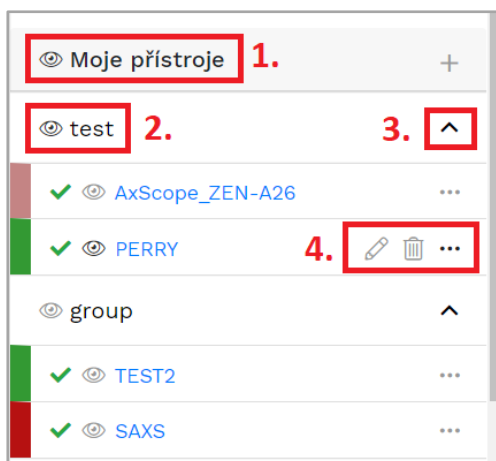 Moje přístroje 1. +
test 2. 3.
AxScope_ZEN-A26 ...
PERRY 4. ...
group
TEST2 ...
SAXS ...